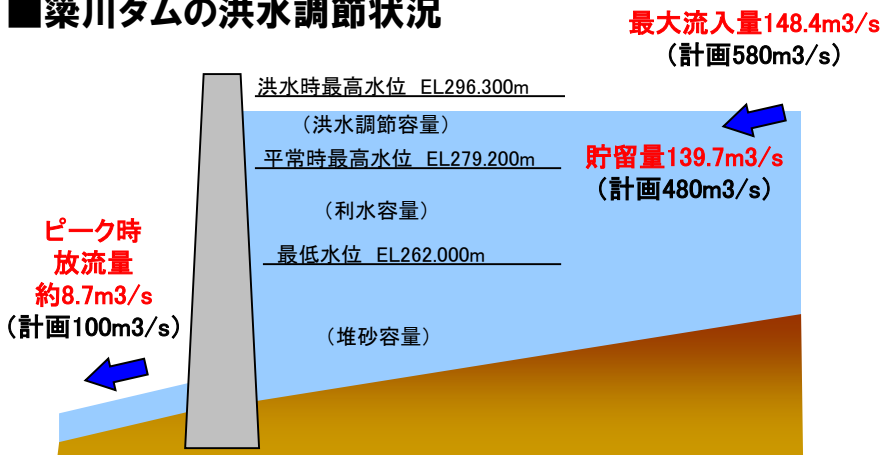 ■簗川ダムの洪水調節状況
最大流入量148.4m3/s
（計画580m3/s）
洪水時最高水位 EL296.300m
（洪水調節容量）
平常時最高水位 EL279.200m
貯留量139.7m3/s
（計画480m3/s）
（利水容量）
ピーク時
放流量
約8.7m3/s
（計画100m3/s）
最低水位 EL262.000m
（堆砂容量）